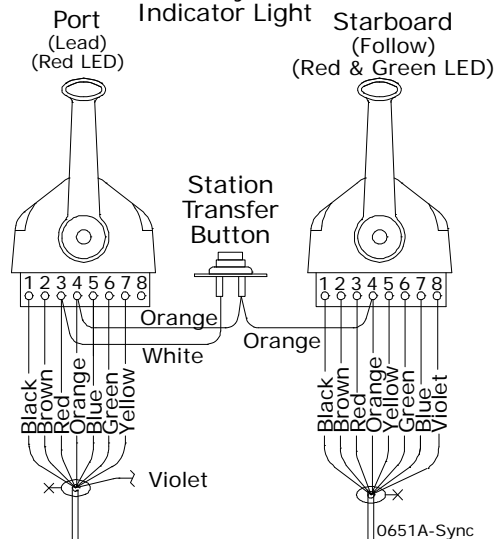 Indicator Light
Port
(Lead)
(Red LED)
Starboard
(Follow)
(Red & Green LED)
Station
Transfer
Button
1 2 3 4 5 6 7 8
1 2 3 4 5 6 7 8
Orange
White
Orange
Black
Brown
Red
Orange
Blue
Green
Yellow
Black
Brown
Red
Orange
Yellow
Green
Blue
Violet
Violet
0651A-Sync